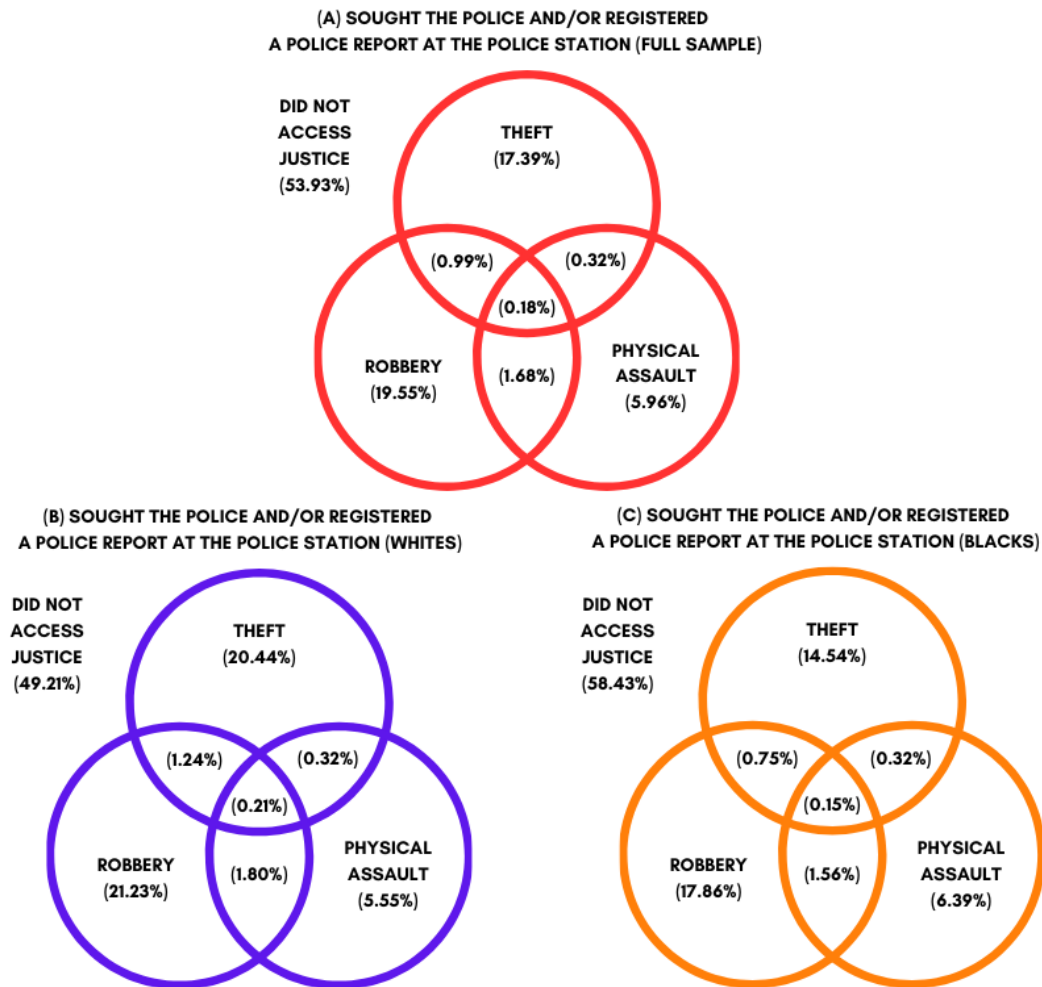 (A) SOUGHT THE POLICE AND/OR REGISTERED
A POLICE REPORT AT THE POLICE STATION (FULL SAMPLE)
DID NOT
ACCESS
JUSTICE
(53.93%)
THEFT
(17.39%)
(0.99%)
(0.32%)
(0.18%)
ROBBERY
(19.55%)
(1.68%)
PHYSICAL
ASSAULT
(5.96%)
(B) SOUGHT THE POLICE AND/OR REGISTERED
A POLICE REPORT AT THE POLICE STATION (WHITES)
DID NOT
ACCESS
JUSTICE
(49.21%)
THEFT
(20.44%)
(1.24%)
(0.32%)
(0.21%)
ROBBERY
(21.23%)
(1.80%)
PHYSICAL
ASSAULT
(5.55%)
(C) SOUGHT THE POLICE AND/OR REGISTERED
A POLICE REPORT AT THE POLICE STATION (BLACKS)
DID NOT
ACCESS
JUSTICE
(58.43%)
THEFT
(14.54%)
(0.75%)
(0.32%)
(0.15%)
ROBBERY
(17.86%)
(1.56%)
PHYSICAL
ASSAULT
(6.39%)